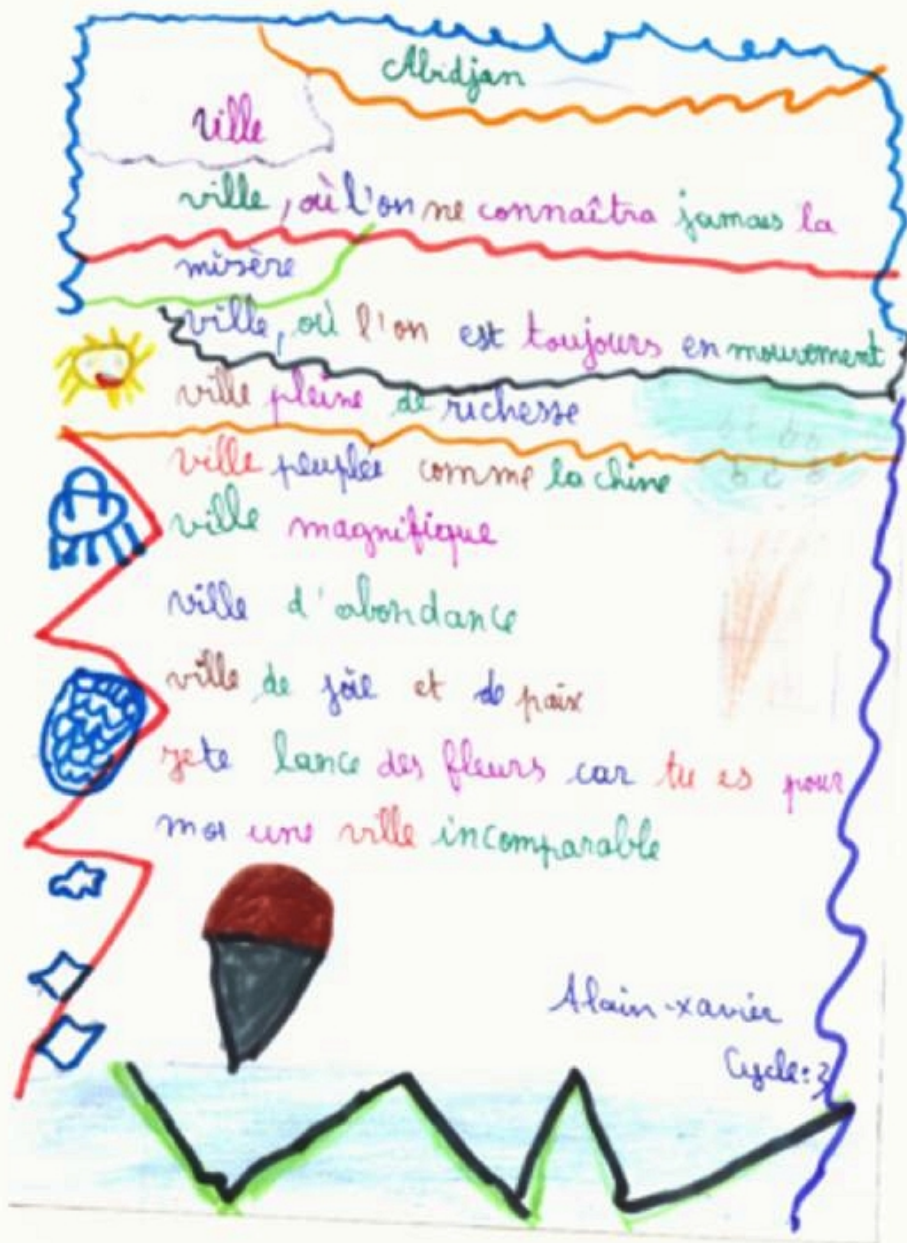 Abidjan
Ville
ville, où l'on ne connaîtra jamais la
misère
ville, où l'on est toujours en mouvement
ville pleine de richesse
ville peuplée comme la chine
ville magnifique
ville d'abondance
ville de joie et de paix
je te lance des fleurs car tu es pour
moi une ville incomparable
Alain-xavier
Cycle: 3